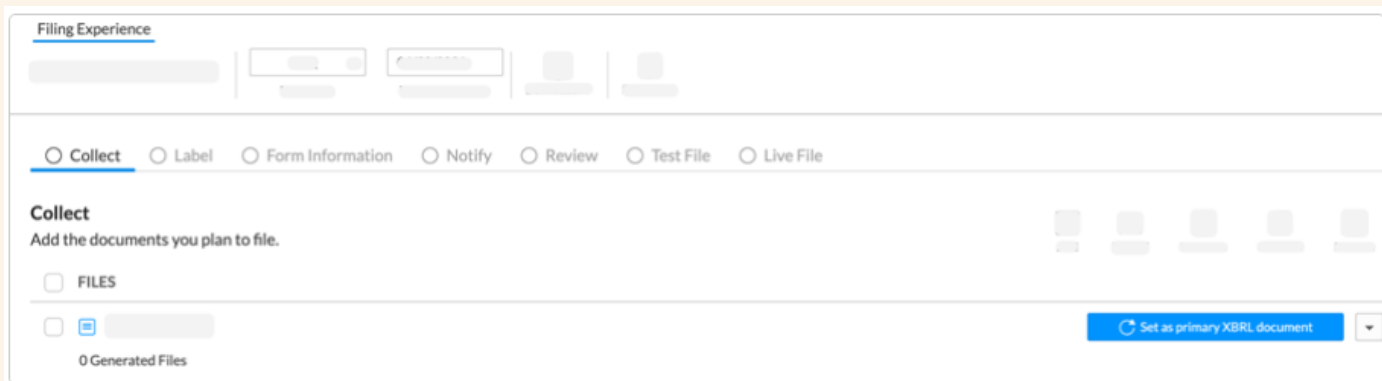 Filing Experience
Collect Label Form Information Notify Review Test File Live File
Collect
Add the documents you plan to file.
FILES
Set as primary XBRL document
0 Generated Files